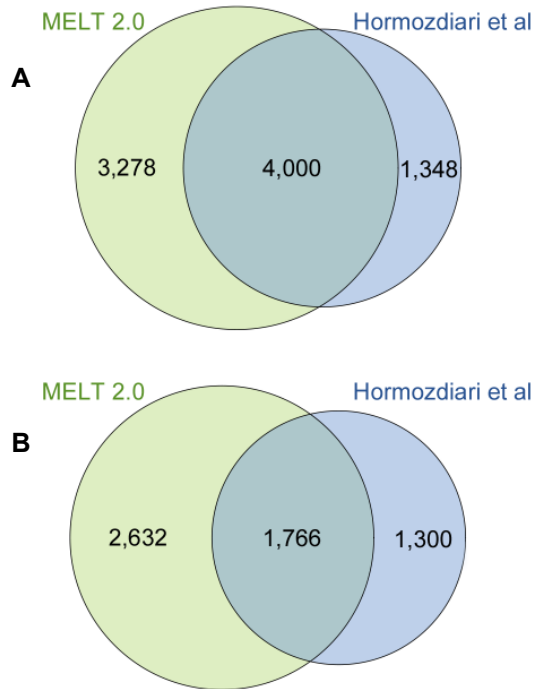 MELT 2.0 Hormozdiari et al
A
3,278 4,000 1,348
MELT 2.0 Hormozdiari et al
B
2,632 1,766 1,300